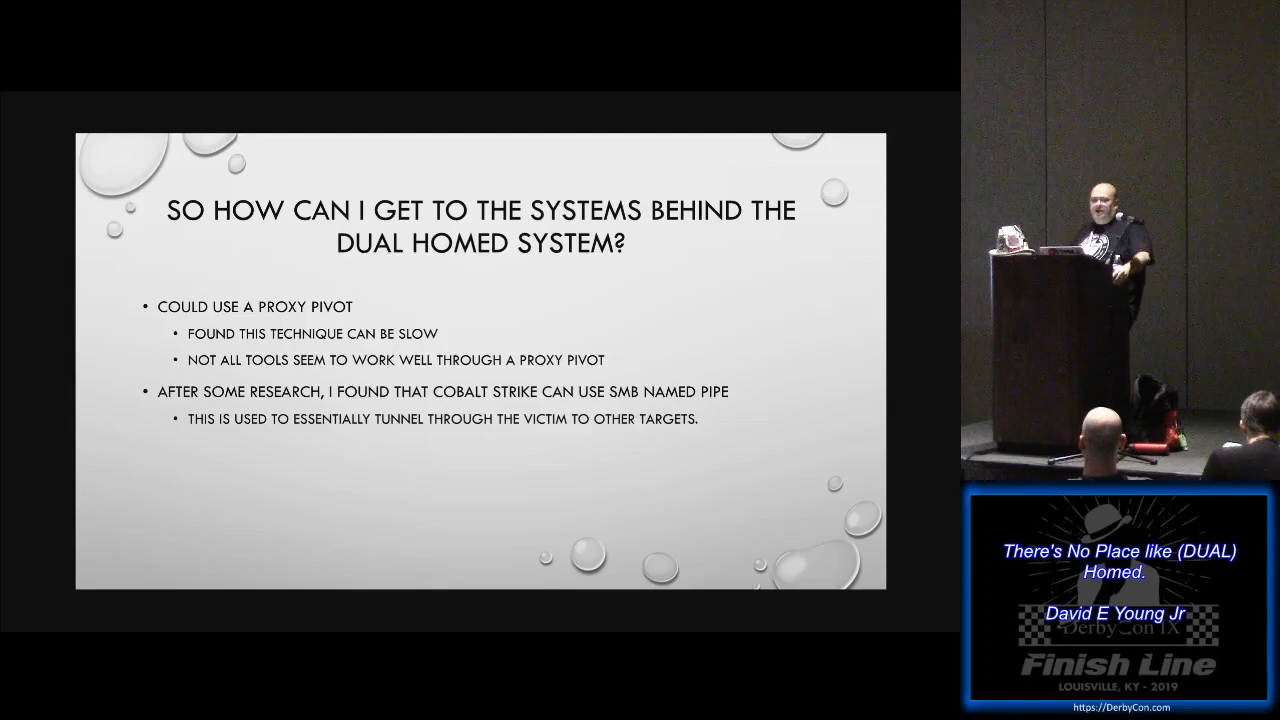 SO HOW CAN I GET TO THE SYSTEMS BEHIND THE
DUAL HOMED SYSTEM?
• COULD USE A PROXY PIVOT
• FOUND THIS TECHNIQUE CAN BE SLOW
• NOT ALL TOOLS SEEM TO WORK WELL THROUGH A PROXY PIVOT
• AFTER SOME RESEARCH, I FOUND THAT COBALT STRIKE CAN USE SMB NAMED PIPE
• THIS IS USED TO ESSENTIALLY TUNNEL THROUGH THE VICTIM TO OTHER TARGETS.
There's No Place like (DUAL)
Homed.
David E Young Jr
DerbyCon IX
Finish Line
LOUISVILLE, KY - 2019
https://DerbyCon.com